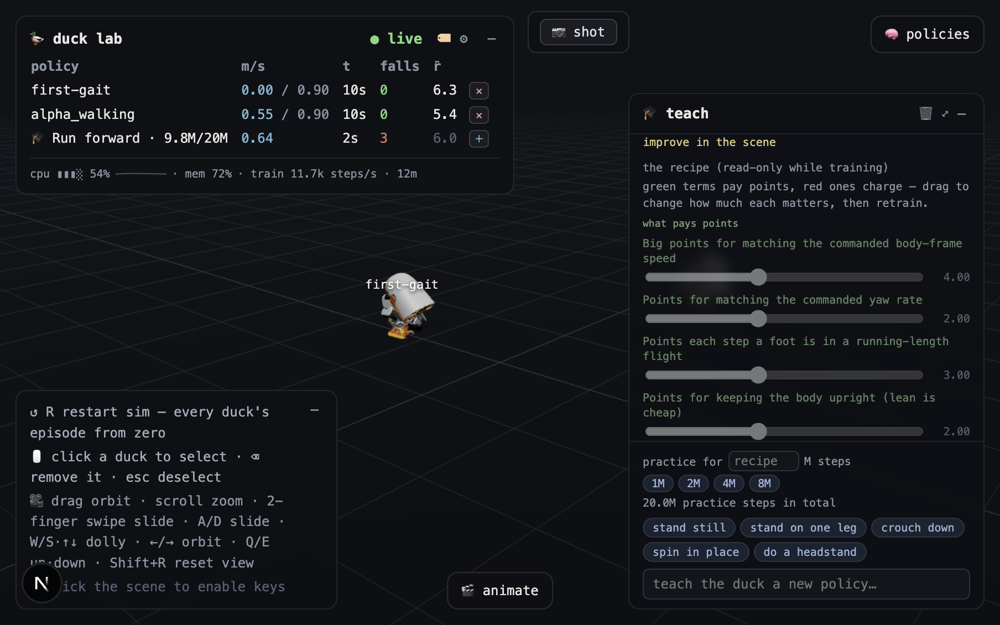 duck lab
live
policy m/s t falls r̄
first-gait 0.00 / 0.90 10s 0 6.3 ×
alpha_walking 0.55 / 0.90 10s 0 5.4 ×
Run forward · 9.8M/20M 0.64 2s 3 6.0 +
cpu 54% · mem 72% · train 11.7k steps/s · 12m
shot
policies
first-gait
teach
improve in the scene
the recipe (read-only while training)
green terms pay points, red ones charge — drag to
change how much each matters, then retrain.
what pays points
Big points for matching the commanded body-frame
speed
4.00
Points for matching the commanded yaw rate
2.00
Points each step a foot is in a running-length
flight
3.00
Points for keeping the body upright (lean is
cheap)
2.00
practice for recipe M steps
1M 2M 4M 8M
20.0M practice steps in total
stand still stand on one leg crouch down
spin in place do a headstand
teach the duck a new policy…
↺ R restart sim — every duck's
episode from zero
click a duck to select · ⌫
remove it · esc deselect
drag orbit · scroll zoom · 2-
finger swipe slide · A/D slide ·
W/S·↑↓ dolly · ←/→ orbit · Q/E
up·down · Shift+R reset view
ick the scene to enable keys
N
animate